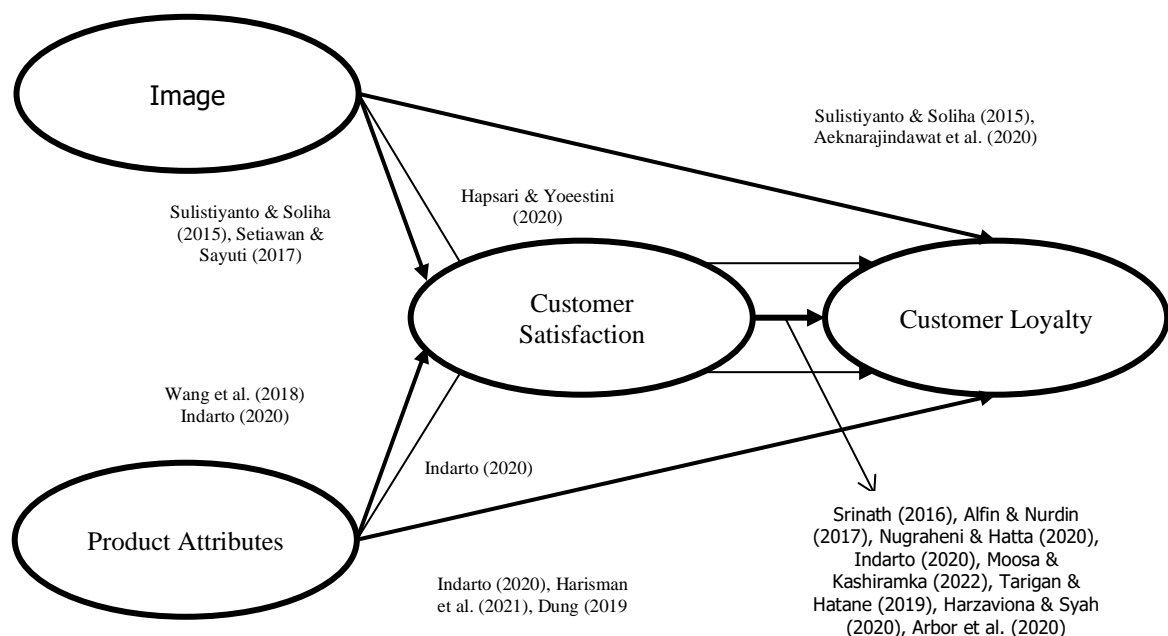 Image
Sulistiyanto & Soliha (2015),
Aeknarajindawat et al. (2020)
Hapsari & Yoeestini
(2020)
Sulistiyanto & Soliha
(2015), Setiawan &
Sayuti (2017)
Customer
Satisfaction
Customer Loyalty
Wang et al. (2018)
Indarto (2020)
Indarto (2020)
Product Attributes
Indarto (2020), Harisman
et al. (2021), Dung (2019
Srinath (2016), Alfin & Nurdin
(2017), Nugraheni & Hatta (2020),
Indarto (2020), Moosa &
Kashiramka (2022), Tarigan &
Hatane (2019), Harzaviona & Syah
(2020), Arbor et al. (2020)